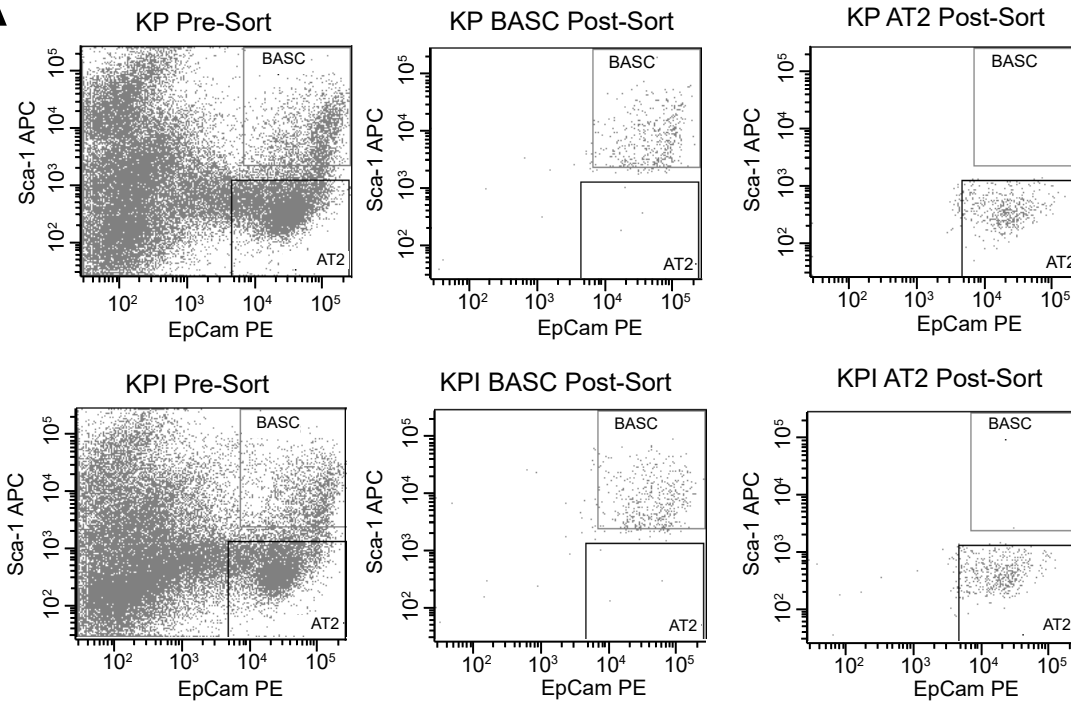 A
KP Pre-Sort
KP BASC Post-Sort
KP AT2 Post-Sort
Sca-1 APC
10⁵
10⁴
10³
10²
BASC
AT2
10² 10³ 10⁴ 10⁵
EpCam PE
Sca-1 APC
10⁵
10⁴
10³
10²
BASC
AT2
10² 10³ 10⁴ 10⁵
EpCam PE
Sca-1 APC
10⁵
10⁴
10³
10²
BASC
AT2
10² 10³ 10⁴ 10⁵
EpCam PE
KPI Pre-Sort
KPI BASC Post-Sort
KPI AT2 Post-Sort
Sca-1 APC
10⁵
10⁴
10³
10²
BASC
AT2
10² 10³ 10⁴ 10⁵
EpCam PE
Sca-1 APC
10⁵
10⁴
10³
10²
BASC
AT2
10² 10³ 10⁴ 10⁵
EpCam PE
Sca-1 APC
10⁵
10⁴
10³
10²
BASC
AT2
10² 10³ 10⁴ 10⁵
EpCam PE